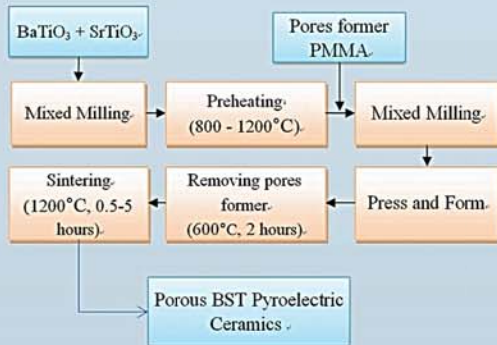 BaTiO₃ + SrTiO₃
Pores former
PMMA
Mixed Milling
Preheating
(800 - 1200°C)
Mixed Milling
Press and Form
Removing pores
former
(600°C, 2 hours)
Sintering
(1200°C, 0.5-5
hours)
Porous BST Pyroelectric
Ceramics